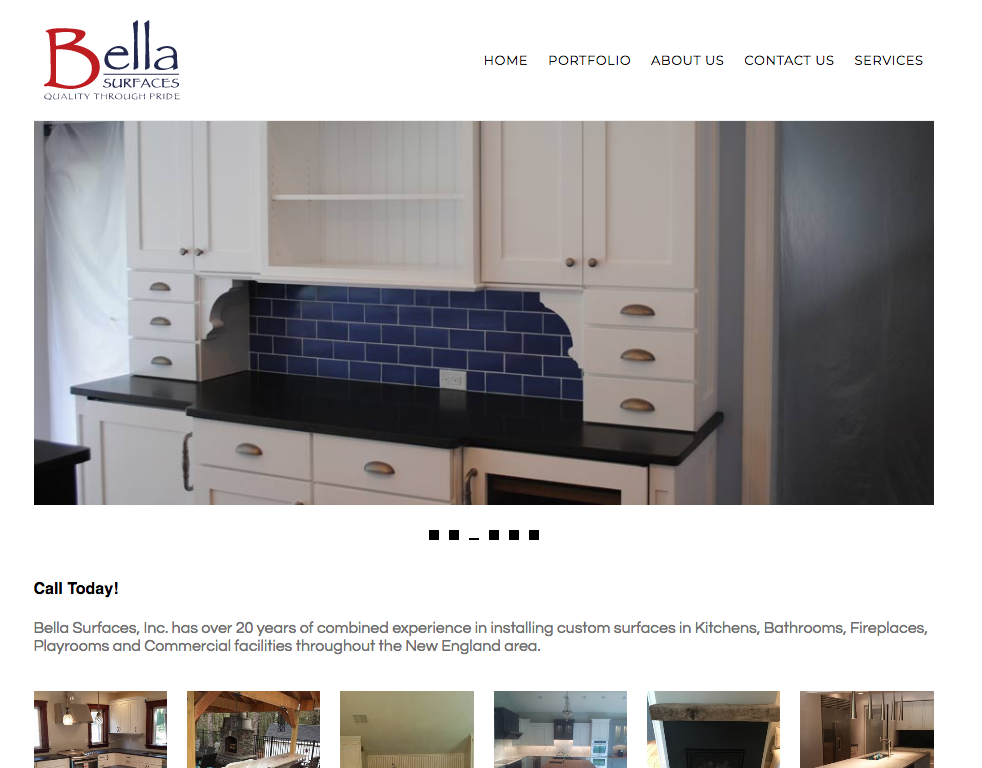 Bella
SURFACES
QUALITY THROUGH PRIDE
HOME PORTFOLIO ABOUT US CONTACT US SERVICES
Call Today!
Bella Surfaces, Inc. has over 20 years of combined experience in installing custom surfaces in Kitchens, Bathrooms, Fireplaces,
Playrooms and Commercial facilities throughout the New England area.